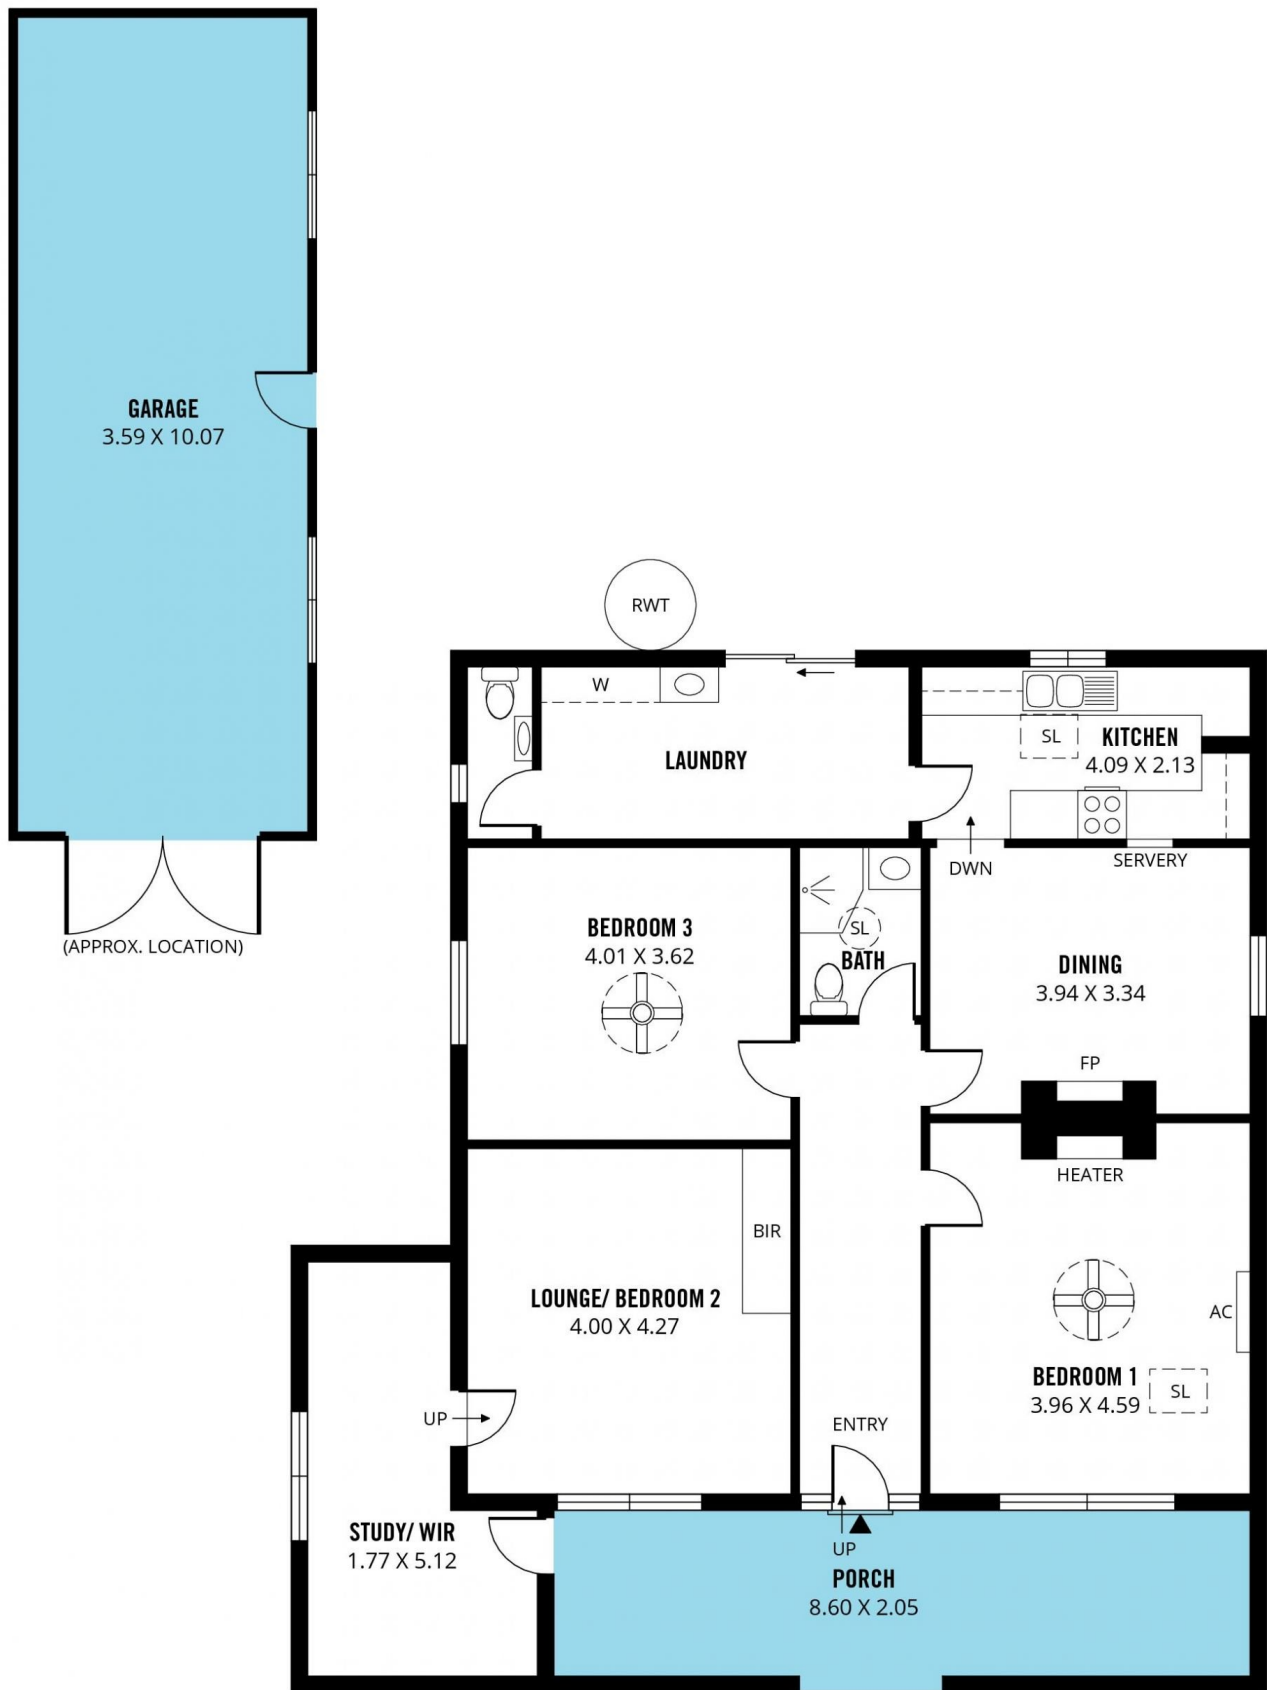 GARAGE
3.59 X 10.07
(APPROX. LOCATION)
RWT
W
LAUNDRY
SL
KITCHEN
4.09 X 2.13
DWN
SERVERY
BEDROOM 3
4.01 X 3.62
SL
BATH
DINING
3.94 X 3.34
FP
HEATER
BIR
LOUNGE/ BEDROOM 2
4.00 X 4.27
AC
BEDROOM 1
3.96 X 4.59
SL
UP
ENTRY
STUDY/ WIR
1.77 X 5.12
UP
PORCH
8.60 X 2.05